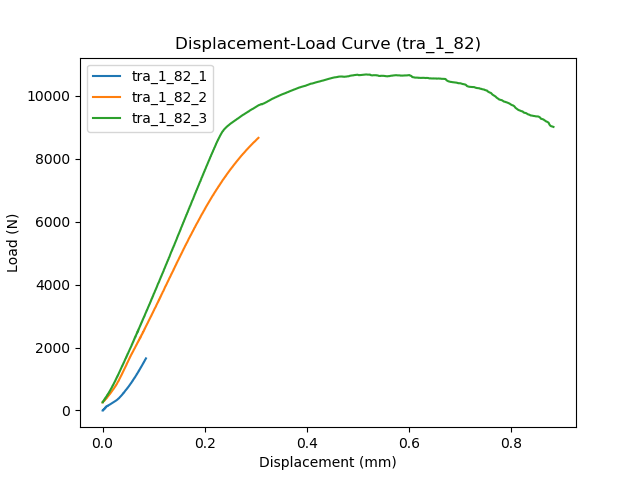 Displacement-Load Curve (tra_1_82)
tra_1_82_1
tra_1_82_2
tra_1_82_3
10000
8000
6000
4000
2000
0
Load (N)
0.0 0.2 0.4 0.6 0.8
Displacement (mm)